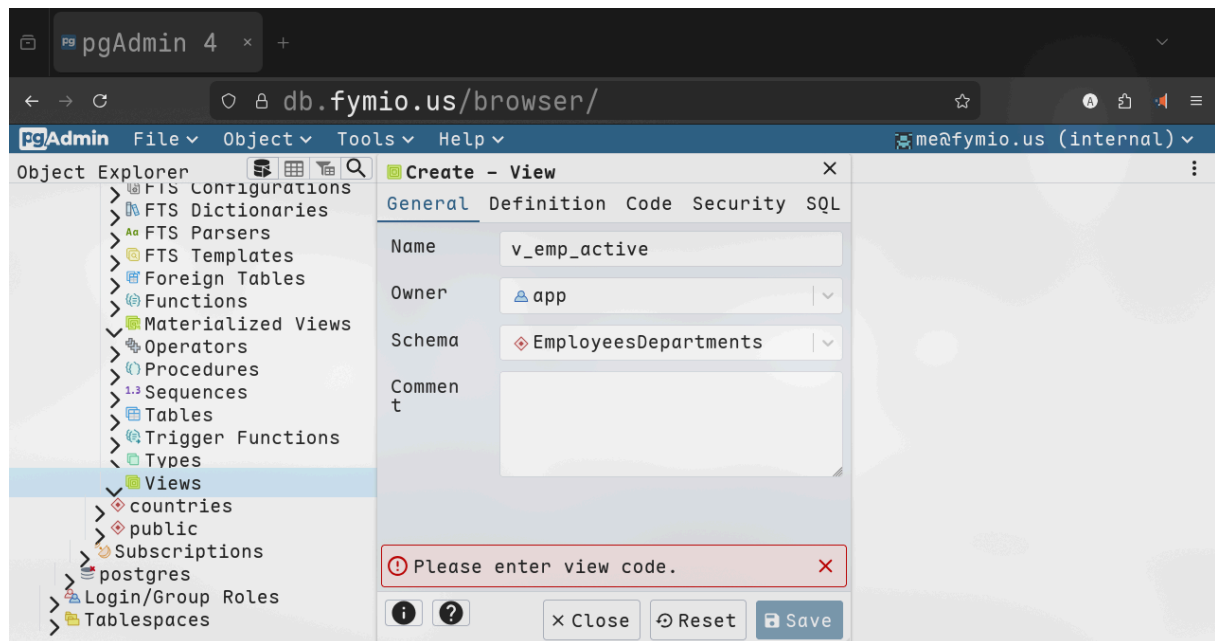 pgAdmin 4
db.fymio.us/browser/
pgAdmin File Object Tools Help me@fymio.us (internal)
Object Explorer
FTS Configurations
FTS Dictionaries
FTS Parsers
FTS Templates
Foreign Tables
Functions
Materialized Views
Operators
Procedures
1.3 Sequences
Tables
Trigger Functions
Types
Views
countries
public
Subscriptions
postgres
Login/Group Roles
Tablespaces
Create - View
General Definition Code Security SQL
Name v_emp_active
Owner app
Schema EmployeesDepartments
Commen
t
Please enter view code.
Close Reset Save